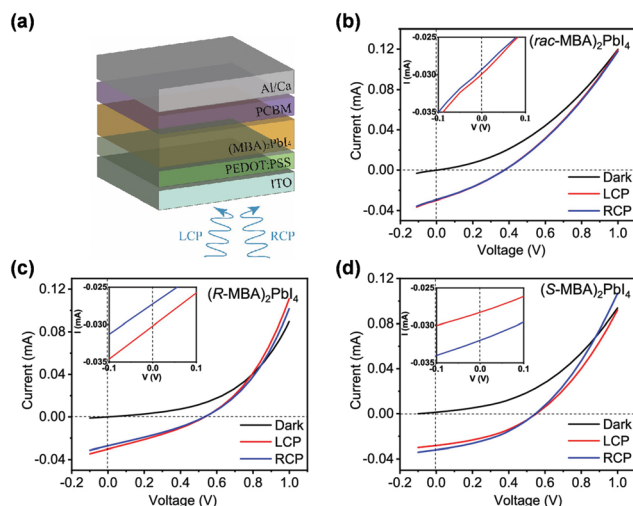 (a)
Al/Ca
PCBM
(MBA)₂PbI₄
PEDOT:PSS
ITO
LCP
RCP
(b)
(rac-MBA)₂PbI₄
Current (mA)
0.12
0.08
0.04
0.00
-0.04
-0.2 0.0 0.2 0.4 0.6 0.8 1.0
Voltage (V)
I (mA)
-0.025
-0.030
-0.035
-0.1 0.0 0.1
V (V)
Dark
LCP
RCP
(c)
(R-MBA)₂PbI₄
Current (mA)
0.12
0.08
0.04
0.00
-0.04
-0.2 0.0 0.2 0.4 0.6 0.8 1.0
Voltage (V)
I (mA)
-0.025
-0.030
-0.035
-0.1 0.0 0.1
V (V)
Dark
LCP
RCP
(d)
(S-MBA)₂PbI₄
Current (mA)
0.12
0.08
0.04
0.00
-0.04
-0.2 0.0 0.2 0.4 0.6 0.8 1.0
Voltage (V)
I (mA)
-0.025
-0.030
-0.035
-0.1 0.0 0.1
V (V)
Dark
LCP
RCP